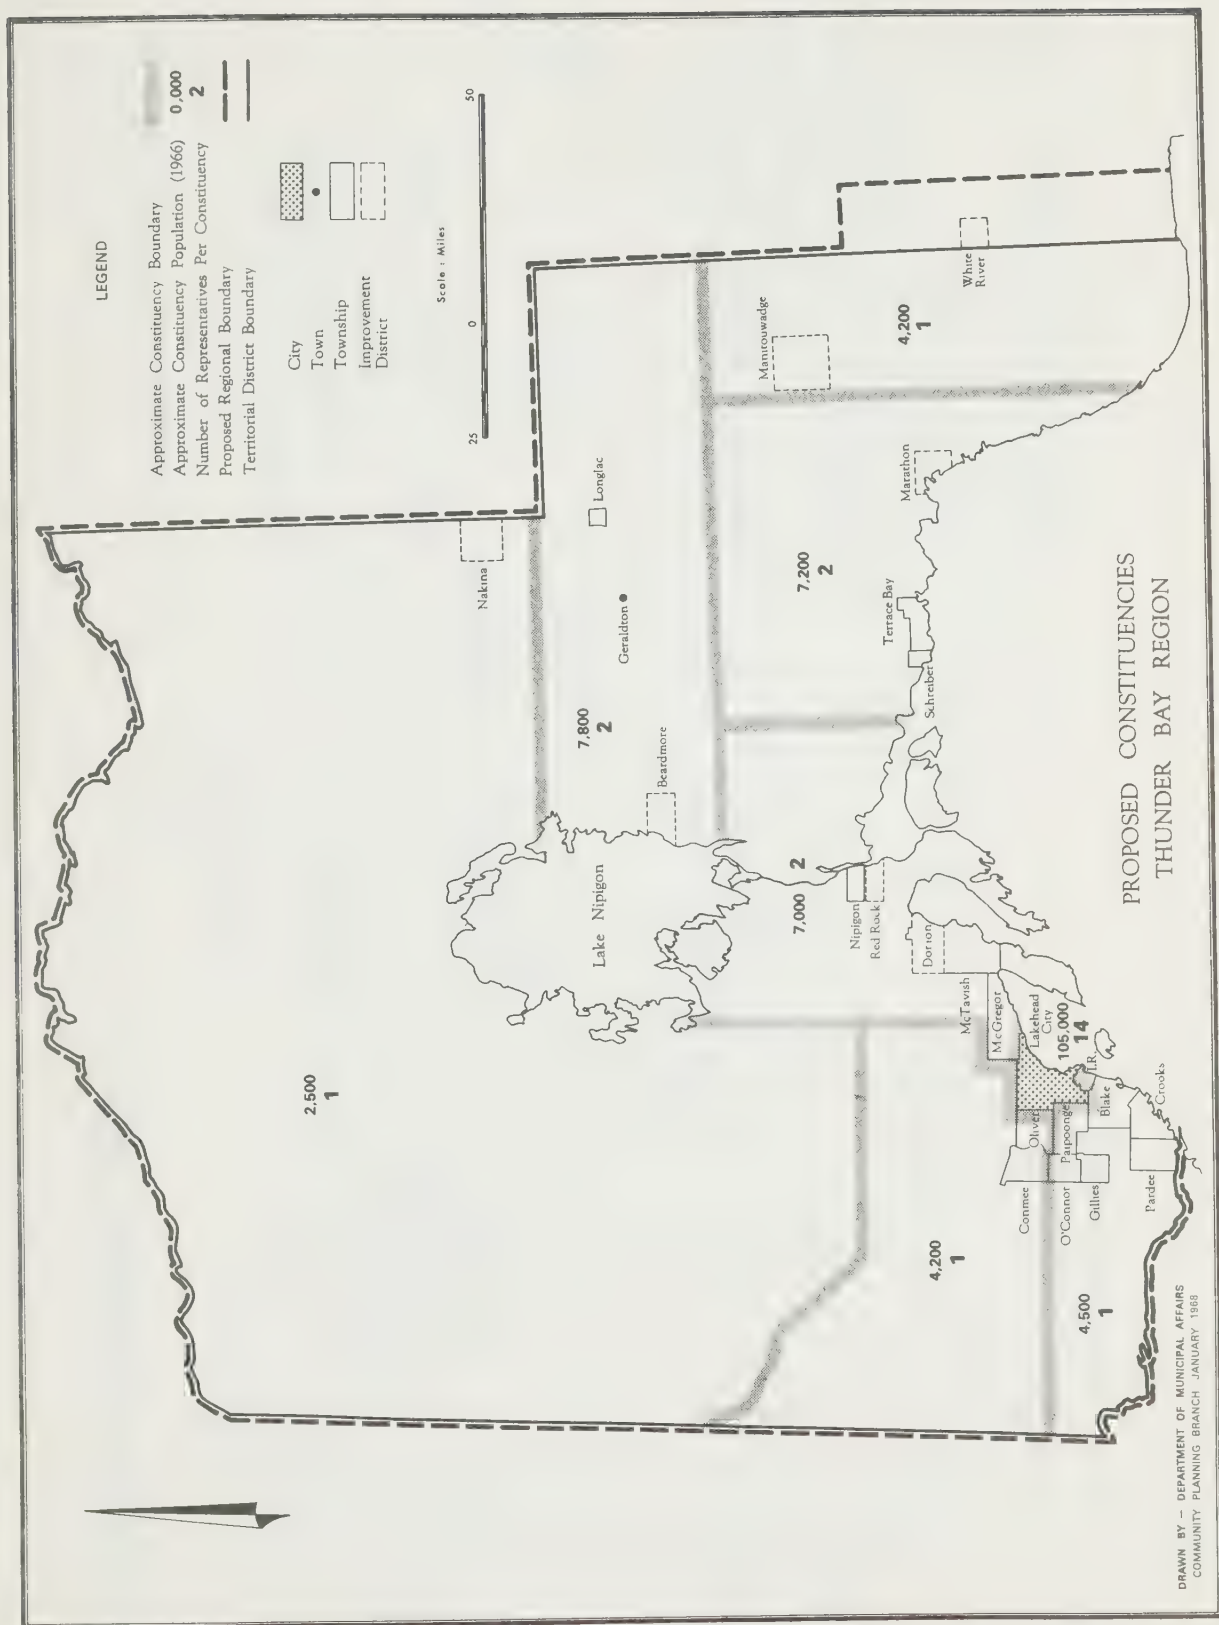 LEGEND
Approximate Constituency Boundary
Approximate Constituency Population (1966) 0,000
Number of Representatives Per Constituency 2
Proposed Regional Boundary
Territorial District Boundary
City
Town
Township
Improvement
District
Scale : Miles
25 0 50
Nakina
Longlac
Geraldton
Beardmore
Lake Nipigon
Manitouwadge
White
River
Marathon
Terrace Bay
Schreiber
Nipigon
Red Rock
Dorion
McTavish
McGregor
Lakehead
City
105,000
14
I.R.
Oliver
Paipoonge
Blake
Crooks
Conmee
O'Connor
Gillies
Pardee
2,500
1
7,800
2
4,200
1
7,200
2
7,000
2
4,200
1
4,500
1
PROPOSED CONSTITUENCIES
THUNDER BAY REGION
DRAWN BY – DEPARTMENT OF MUNICIPAL AFFAIRS
COMMUNITY PLANNING BRANCH JANUARY 1968